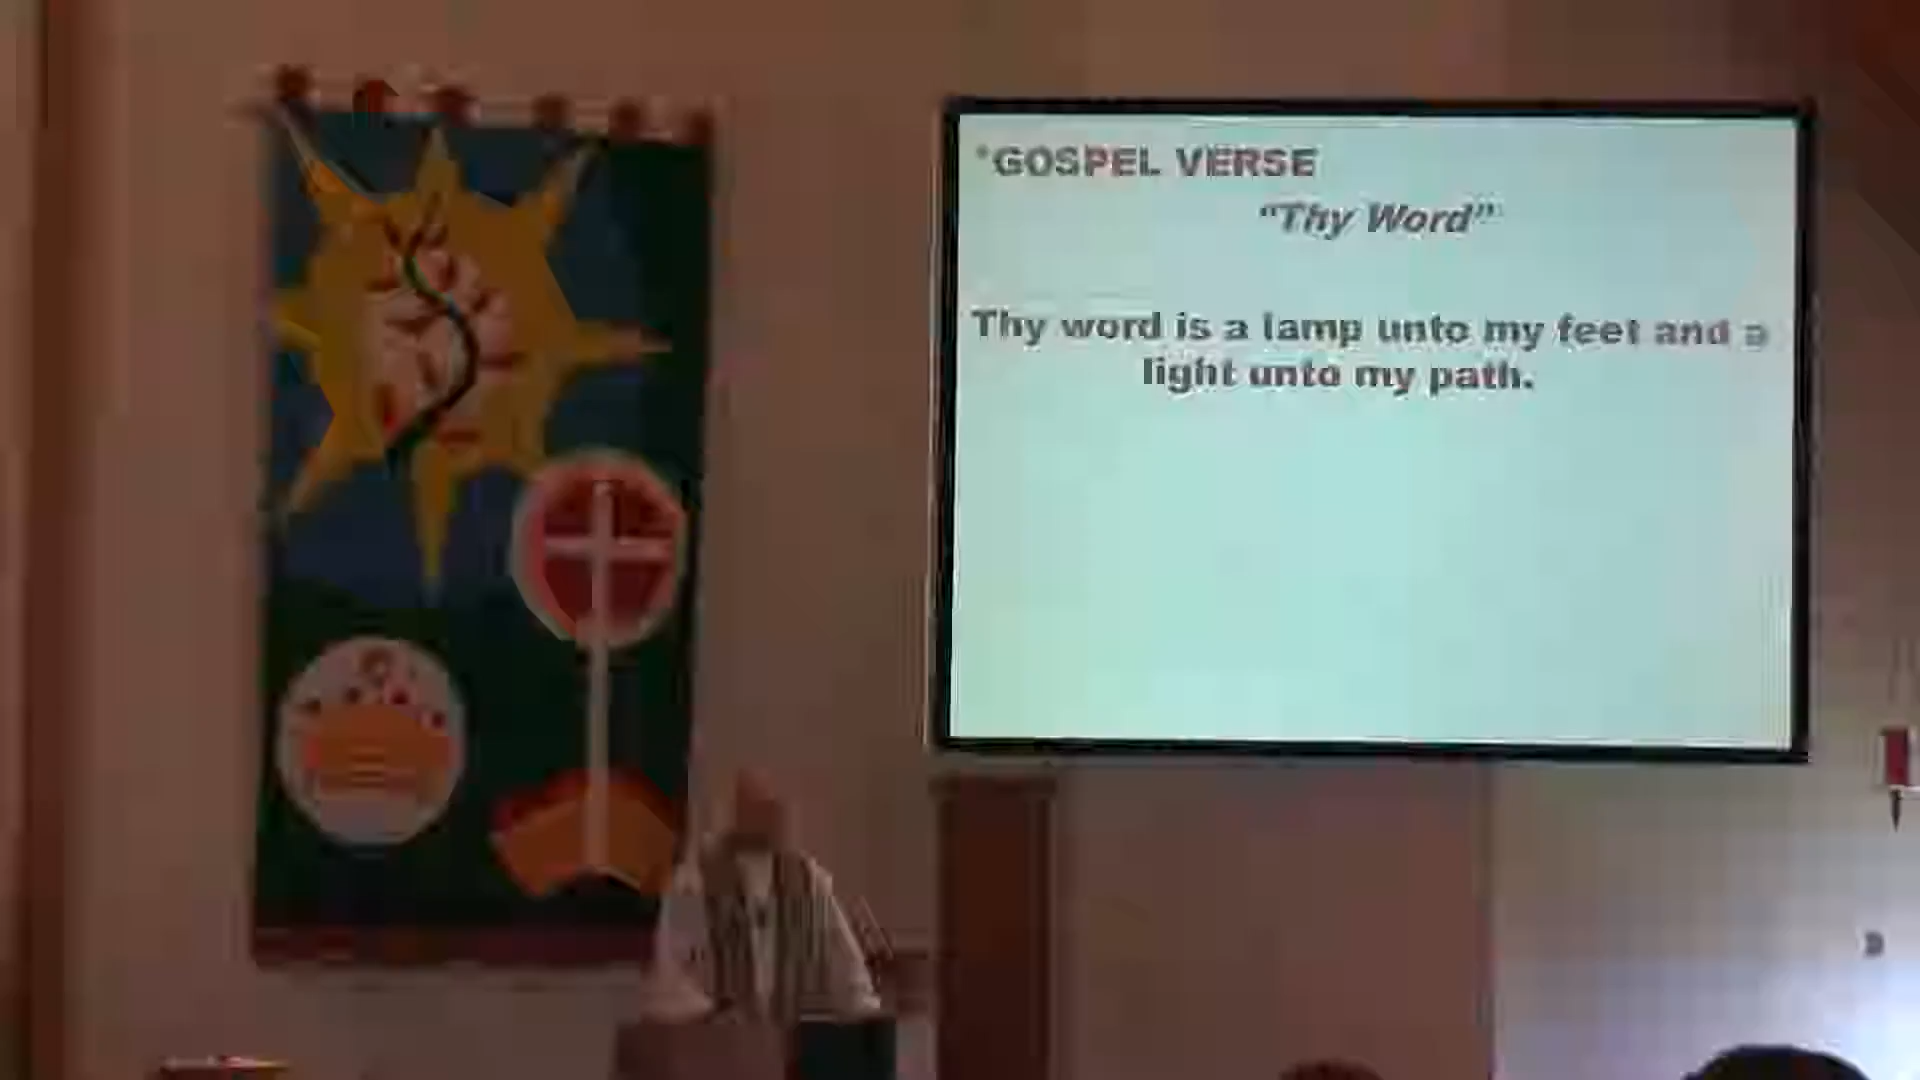 *GOSPEL VERSE
“Thy Word”
Thy word is a lamp unto my feet and a
light unto my path.